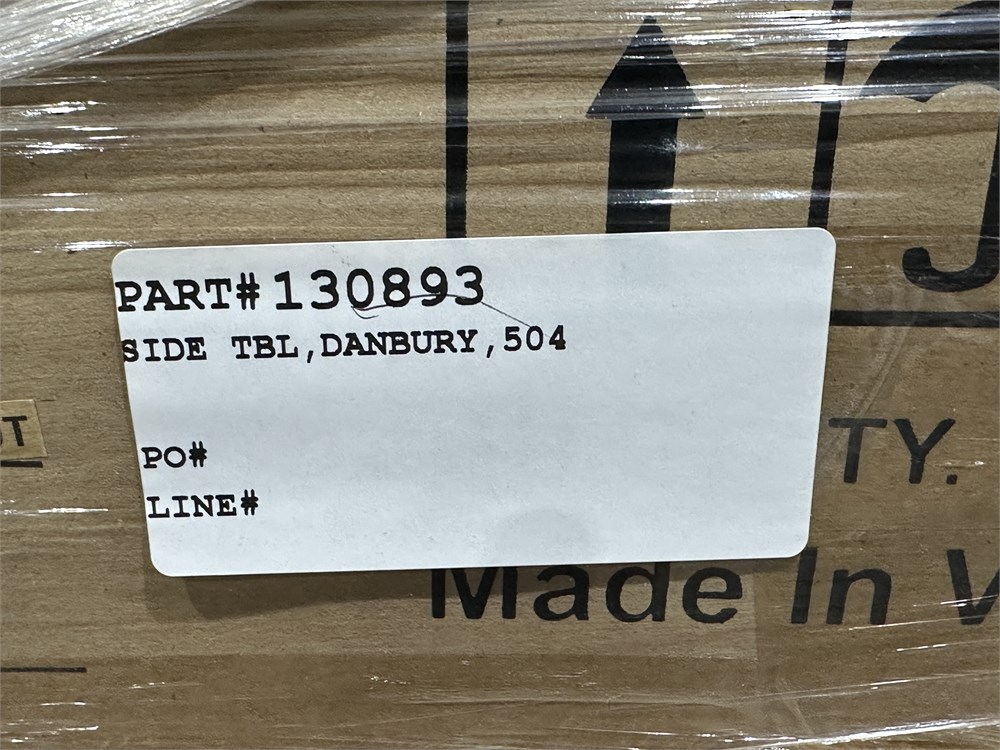 PART#130893
SIDE TBL,DANBURY,504
PO#
LINE#
TY.
Made In